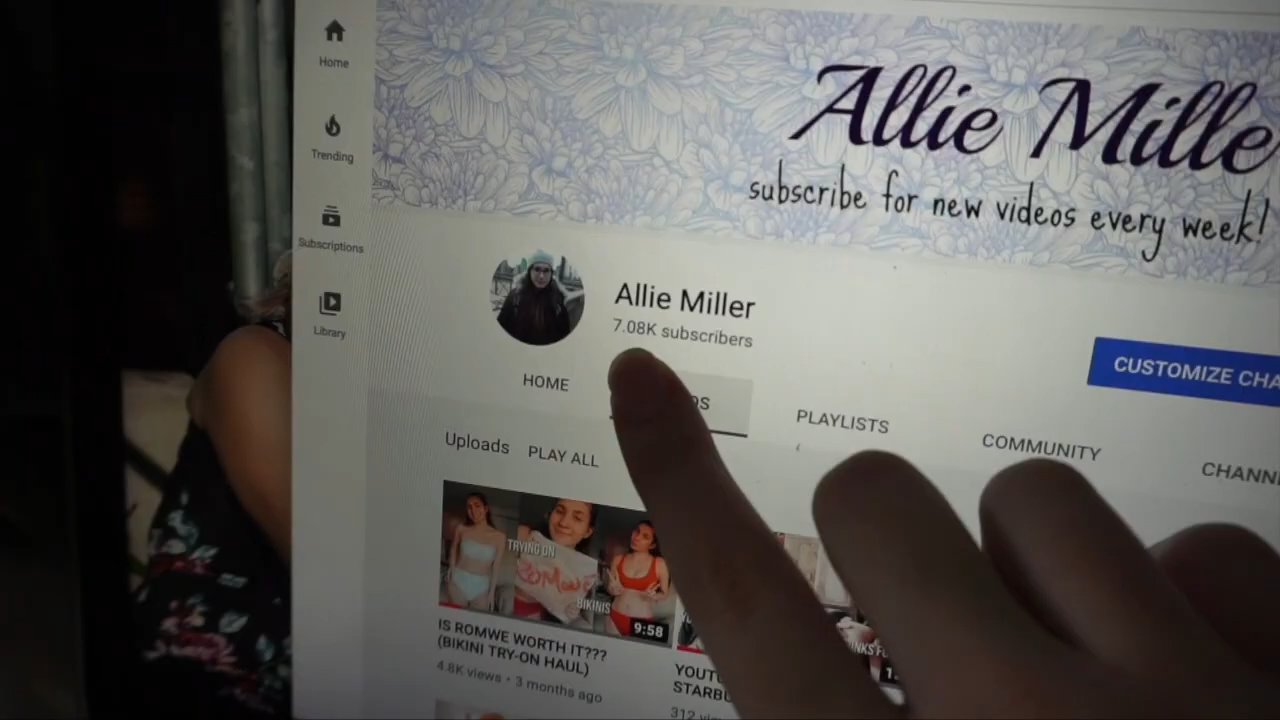 Home
Trending
Subscriptions
Library
Allie Mille
subscribe for new videos every week!
Allie Miller
7.08K subscribers
CUSTOMIZE CHA
HOME
PLAYLISTS
COMMUNITY
CHANN
Uploads PLAY ALL
TRYING ON
ROMWE
BIKINIS
9:58
IS ROMWE WORTH IT???
(BIKINI TRY-ON HAUL)
4.8K views • 3 months ago
312